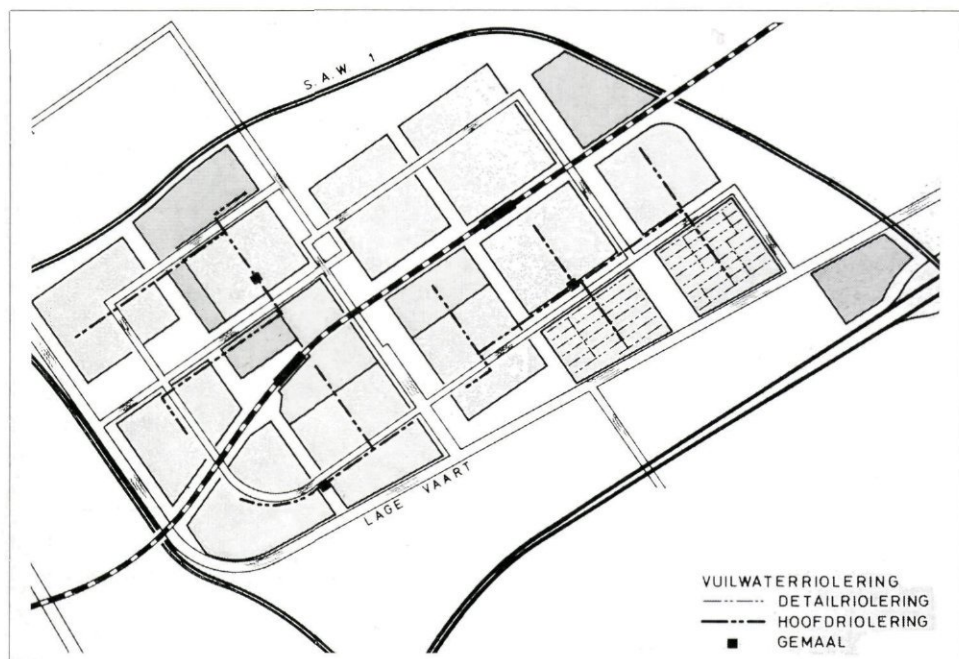 S.A.W. 1
LAGE VAART
VUILWATERRIOLERING
DETAILRIOLERING
HOOFDRIOLERING
GEMAAL